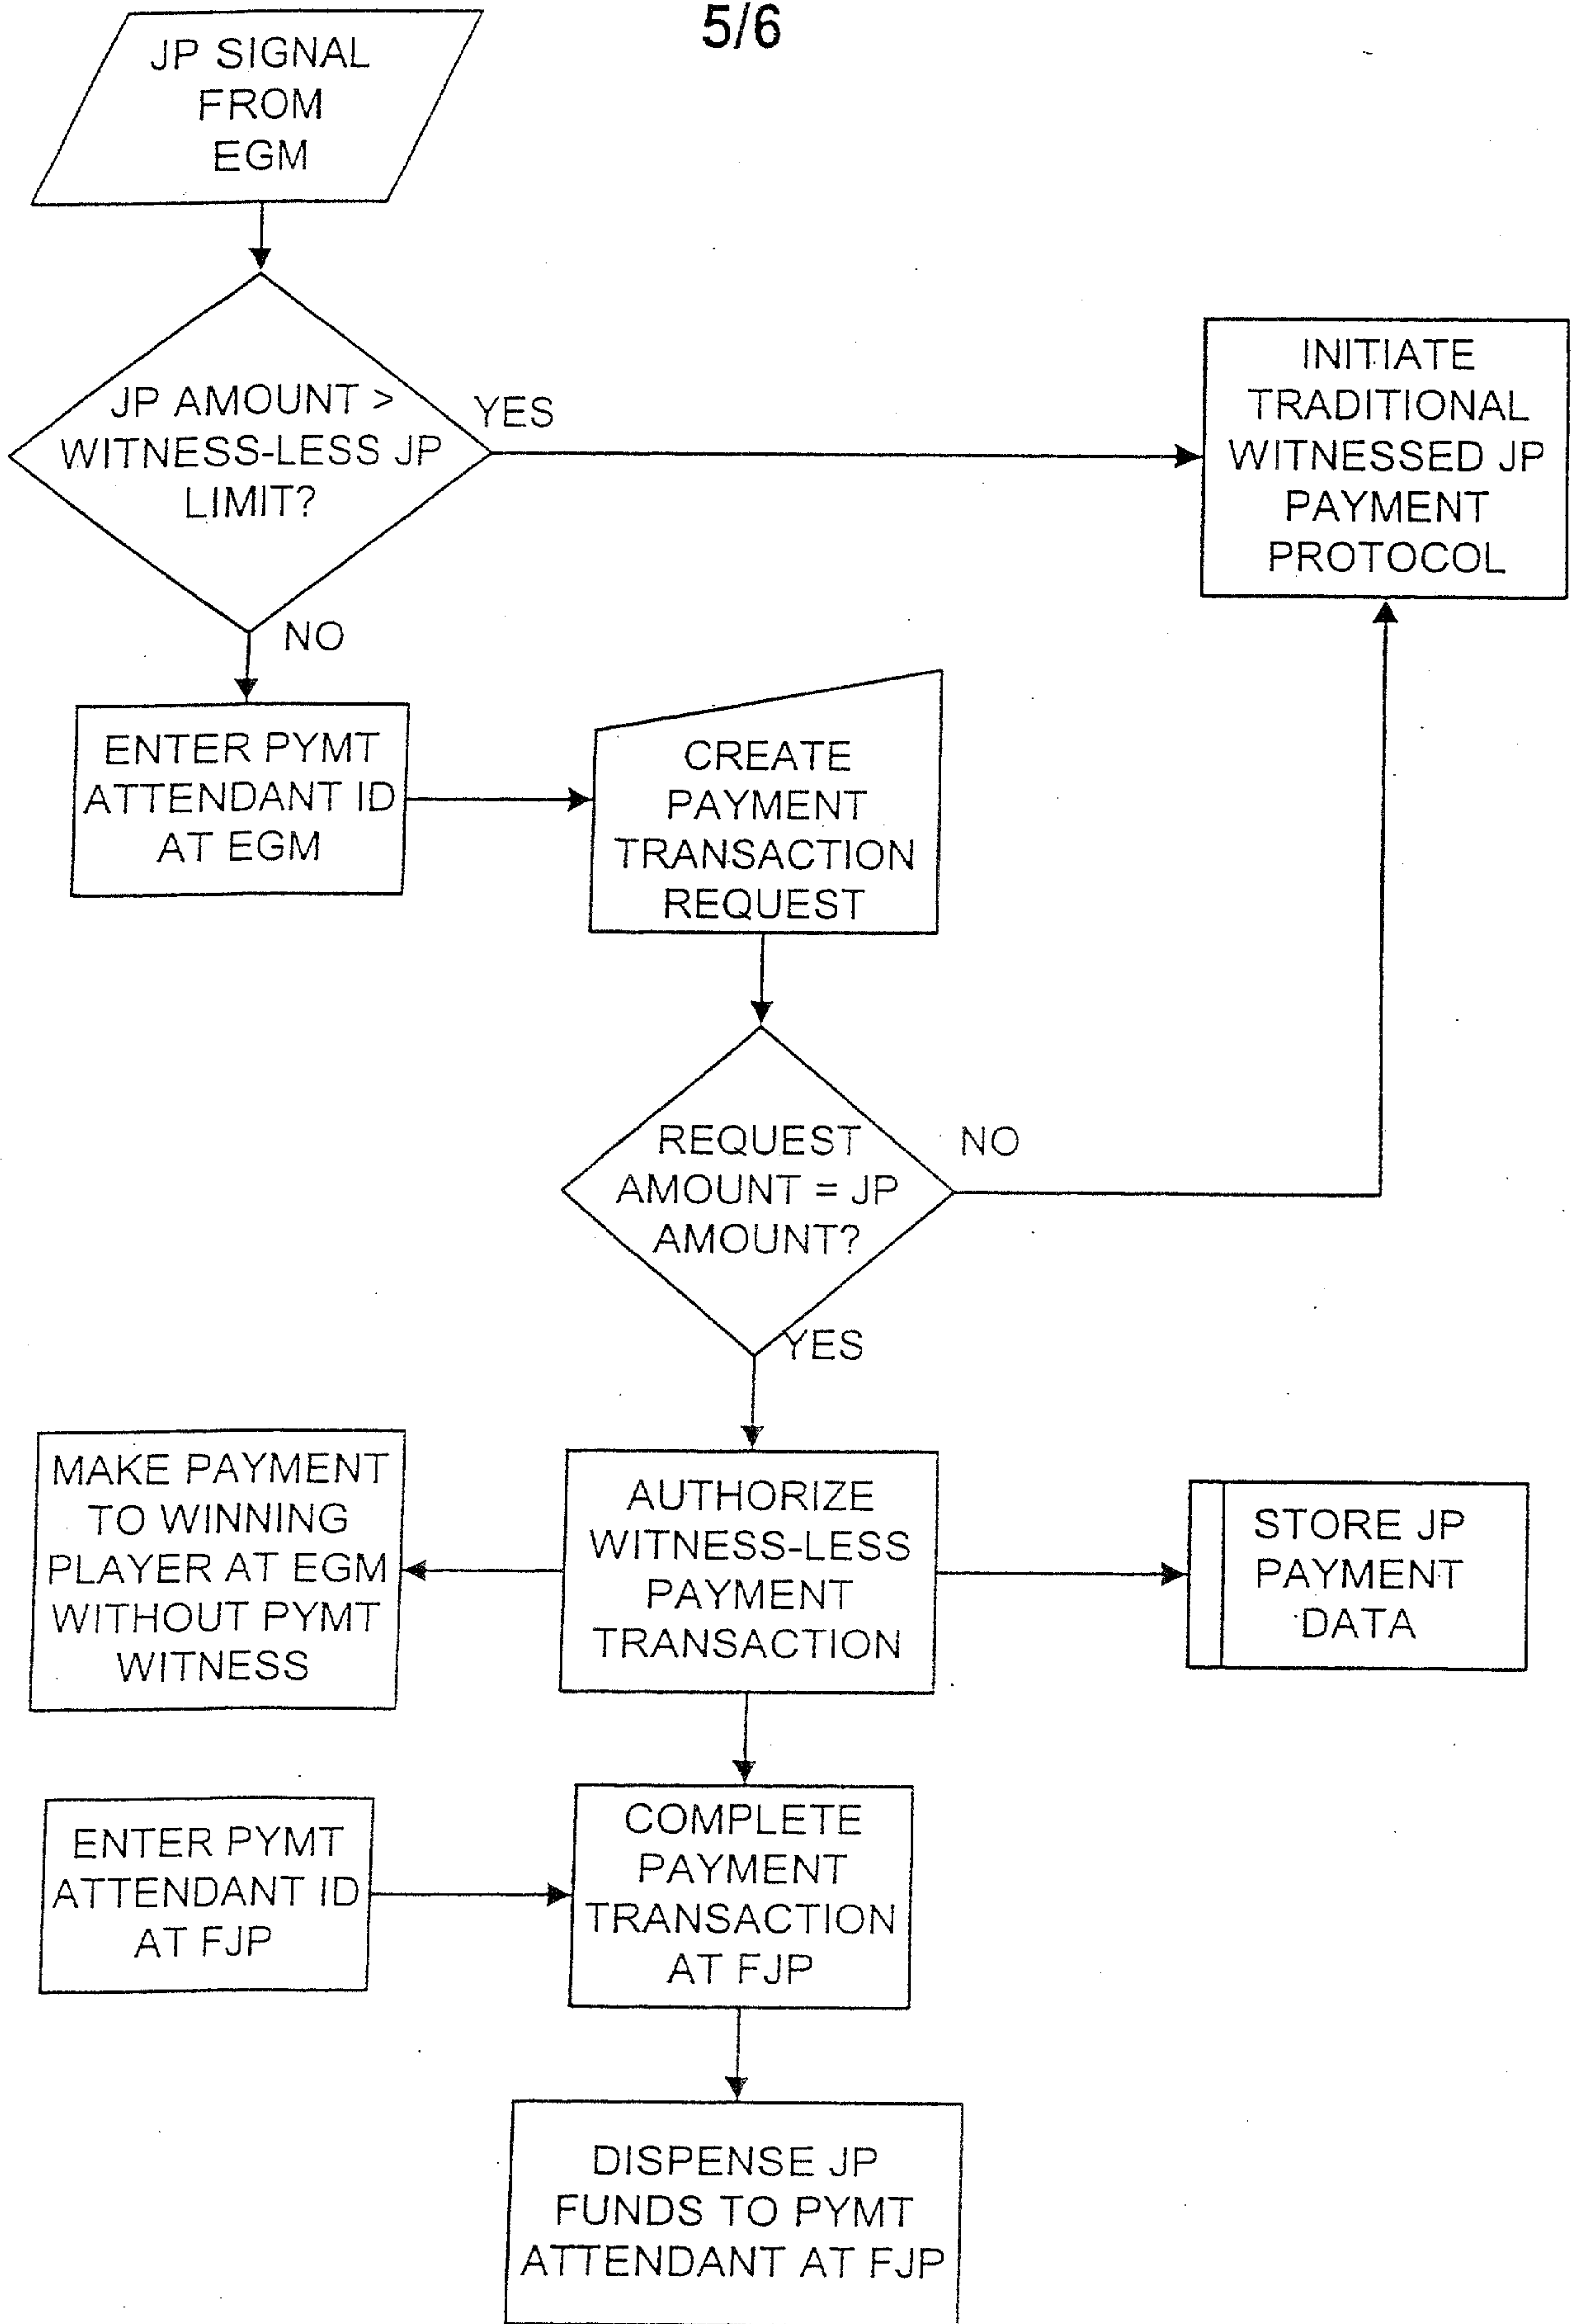 5/6
JP SIGNAL
FROM
EGM
JP AMOUNT >
WITNESS-LESS JP
LIMIT?
YES
INITIATE
TRADITIONAL
WITNESSED JP
PAYMENT
PROTOCOL
NO
ENTER PYMT
ATTENDANT ID
AT EGM
CREATE
PAYMENT
TRANSACTION
REQUEST
REQUEST
AMOUNT = JP
AMOUNT?
NO
YES
MAKE PAYMENT
TO WINNING
PLAYER AT EGM
WITHOUT PYMT
WITNESS
AUTHORIZE
WITNESS-LESS
PAYMENT
TRANSACTION
STORE JP
PAYMENT
DATA
ENTER PYMT
ATTENDANT ID
AT FJP
COMPLETE
PAYMENT
TRANSACTION
AT FJP
DISPENSE JP
FUNDS TO PYMT
ATTENDANT AT FJP